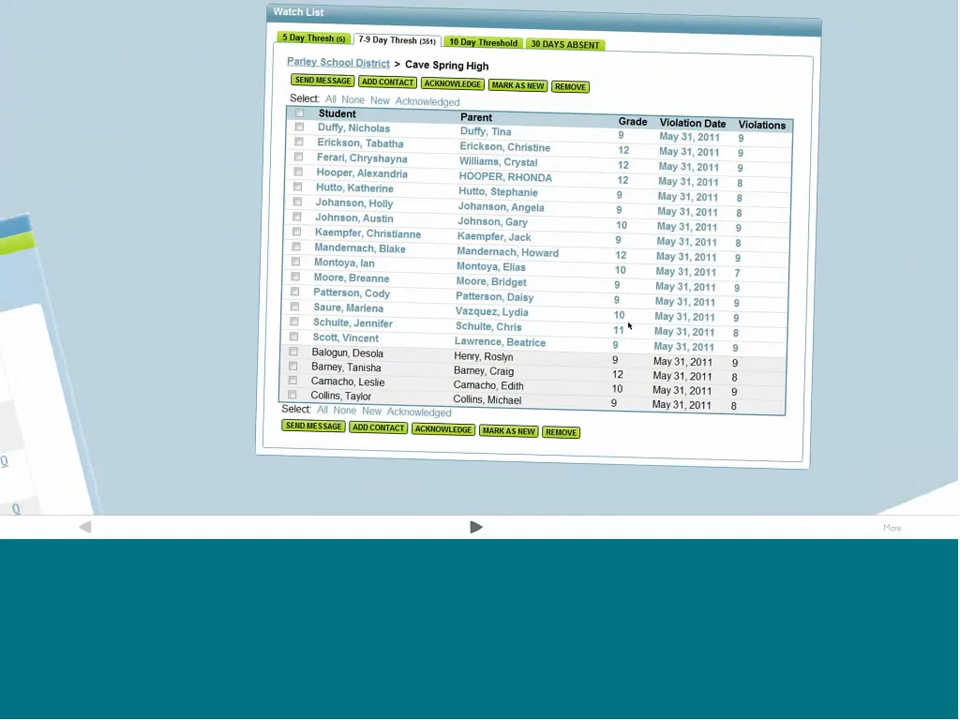 Watch List
5 Day Thresh (5) 7-9 Day Thresh (351) 10 Day Threshold 30 DAYS ABSENT
Parley School District > Cave Spring High
SEND MESSAGE ADD CONTACT ACKNOWLEDGE MARK AS NEW REMOVE
Select: All None New Acknowledged
Student Parent Grade Violation Date Violations
Duffy, Nicholas Duffy, Tina 9 May 31, 2011 9
Erickson, Tabatha Erickson, Christine 12 May 31, 2011 9
Ferari, Chryshayna Williams, Crystal 12 May 31, 2011 9
Hooper, Alexandria HOOPER, RHONDA 12 May 31, 2011 8
Hutto, Katherine Hutto, Stephanie 9 May 31, 2011 8
Johanson, Holly Johanson, Angela 9 May 31, 2011 8
Johnson, Austin Johnson, Gary 10 May 31, 2011 9
Kaempfer, Christianne Kaempfer, Jack 9 May 31, 2011 8
Mandernach, Blake Mandernach, Howard 12 May 31, 2011 9
Montoya, Ian Montoya, Elias 10 May 31, 2011 7
Moore, Breanne Moore, Bridget 9 May 31, 2011 9
Patterson, Cody Patterson, Daisy 9 May 31, 2011 9
Saure, Marlena Vazquez, Lydia 10 May 31, 2011 9
Schulte, Jennifer Schulte, Chris 11 May 31, 2011 8
Scott, Vincent Lawrence, Beatrice 9 May 31, 2011 9
Balogun, Desola Henry, Roslyn 9 May 31, 2011 9
Barney, Tanisha Barney, Craig 12 May 31, 2011 8
Camacho, Leslie Camacho, Edith 10 May 31, 2011 9
Collins, Taylor Collins, Michael 9 May 31, 2011 8
Select: All None New Acknowledged
SEND MESSAGE ADD CONTACT ACKNOWLEDGE MARK AS NEW REMOVE
0
0
More